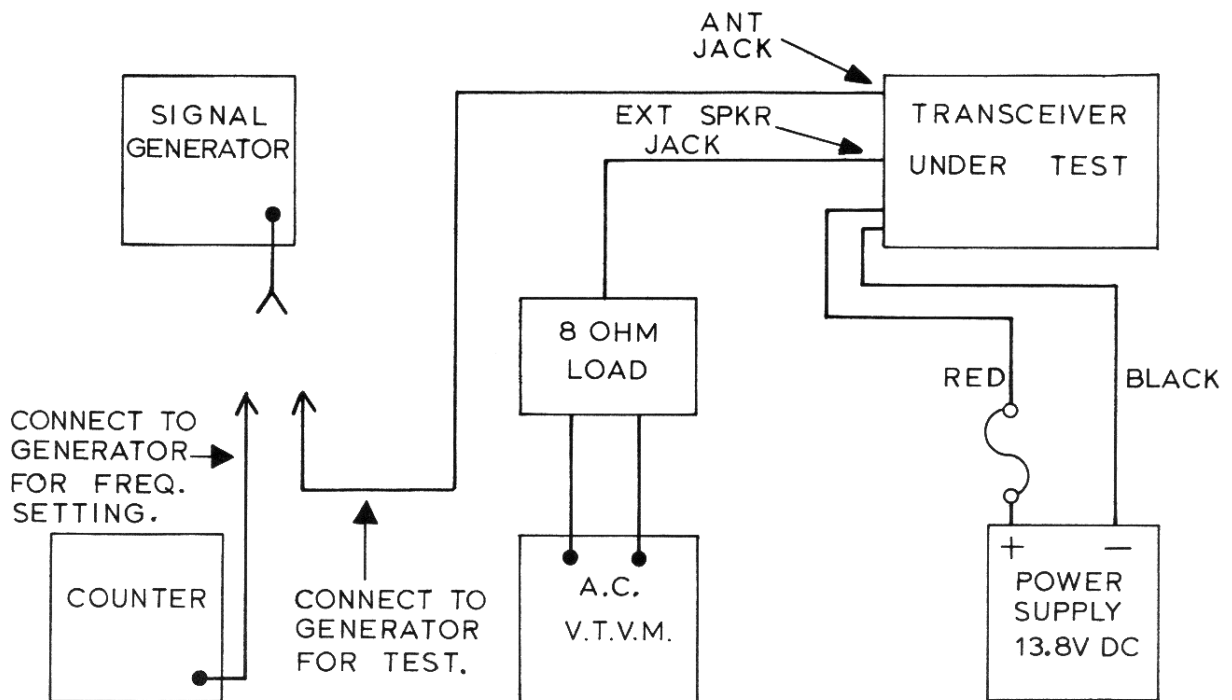 ANT
JACK
SIGNAL
GENERATOR
EXT SPKR
JACK
TRANSCEIVER
UNDER TEST
8 OHM
LOAD
RED
BLACK
CONNECT TO
GENERATOR
FOR FREQ.
SETTING.
COUNTER
CONNECT TO
GENERATOR
FOR TEST.
A.C.
V.T.V.M.
+ −
POWER
SUPPLY
13.8V DC